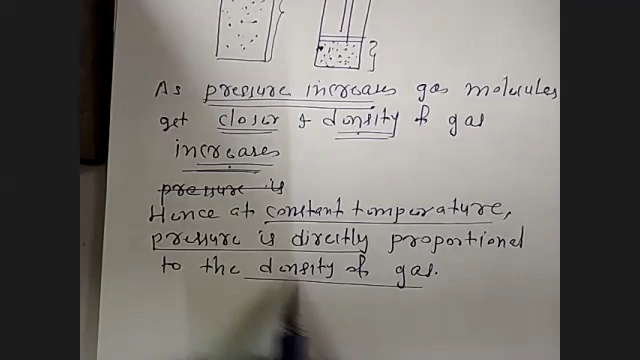 As pressure increases gas molecules
get closer & density of gas
increases
pressure is
Hence at constant temperature,
pressure is directly proportional
to the density of gas.